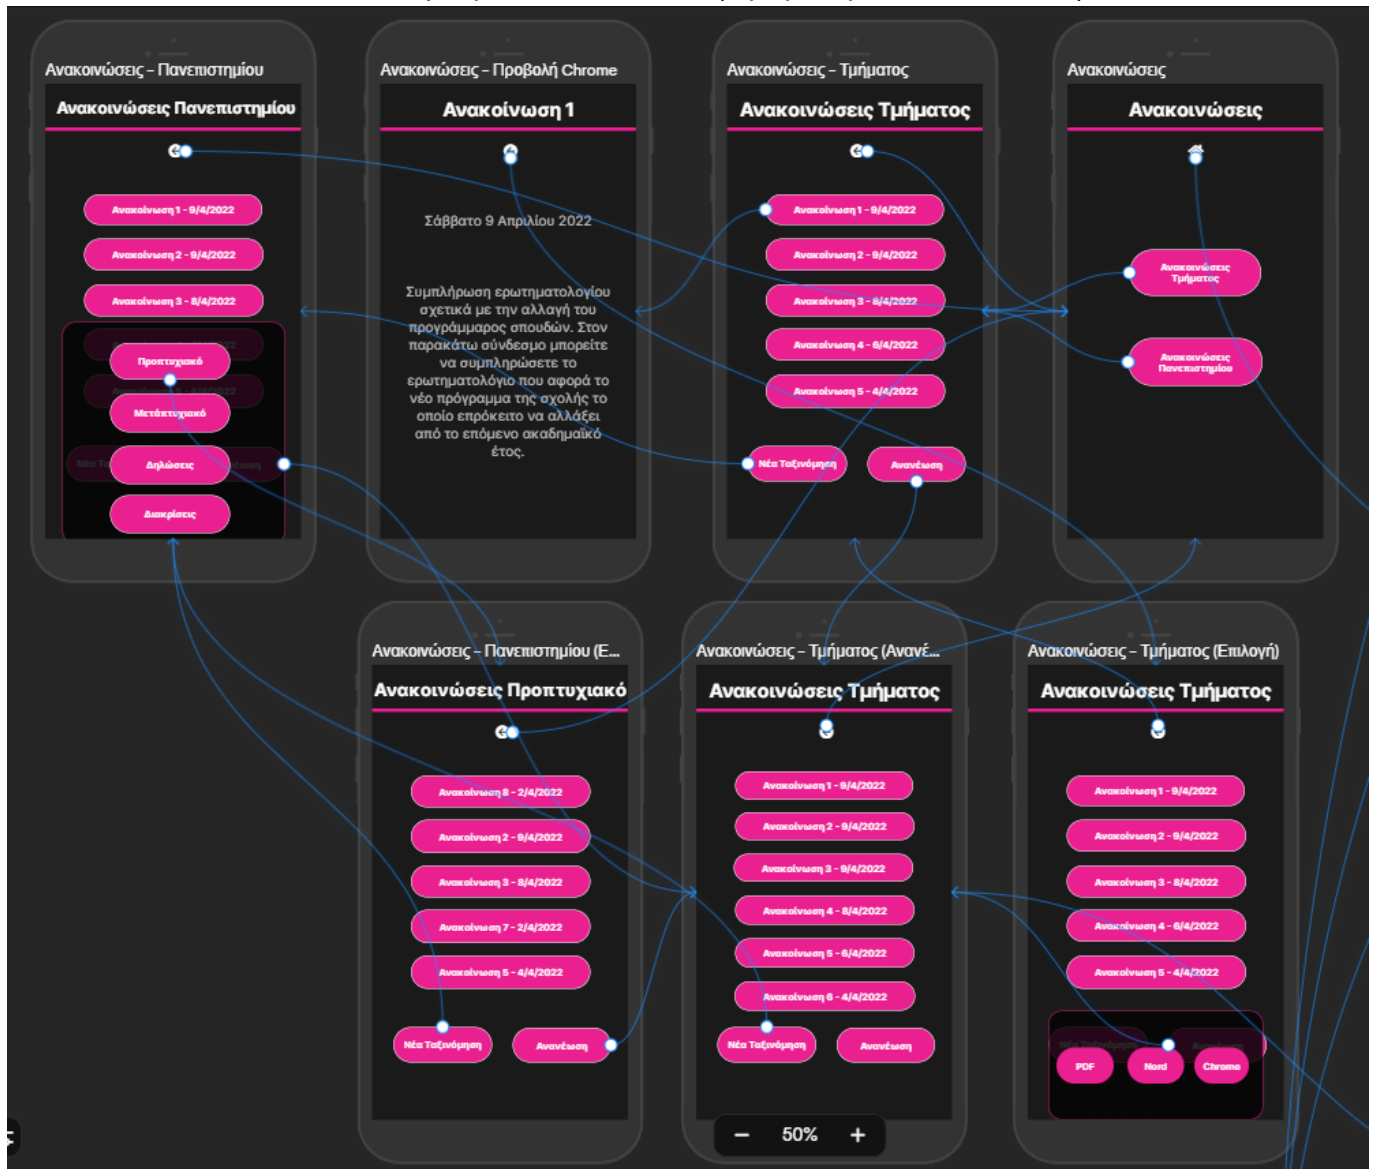 Ανακοινώσεις – Πανεπιστημίου
Ανακοινώσεις Πανεπιστημίου
Ανακοίνωση 1 - 9/4/2022
Ανακοίνωση 2 - 9/4/2022
Ανακοίνωση 3 - 8/4/2022
Προπτυχιακό
Μετάπτυχιακό
Δηλώσεις
Διακρίσεις
Ανακοινώσεις – Προβολή Chrome
Ανακοίνωση 1
Σάββατο 9 Απριλίου 2022
Συμπλήρωση ερωτηματολογίου
σχετικά με την αλλαγή του
προγράμμαρος σπουδών. Στον
παρακάτω σύνδεσμο μπορείτε
να συμπληρώσετε το
ερωτηματολόγιο που αφορά το
νέο πρόγραμμα της σχολής το
οποίο επρόκειτο να αλλάξει
από το επόμενο ακαδημαϊκό
έτος.
Ανακοινώσεις – Τμήματος
Ανακοινώσεις Τμήματος
Ανακοίνωση 1 - 9/4/2022
Ανακοίνωση 2 - 9/4/2022
Ανακοίνωση 3 - 8/4/2022
Ανακοίνωση 4 - 6/4/2022
Ανακοίνωση 5 - 4/4/2022
Νέα Ταξινόμηση
Ανανέωση
Ανακοινώσεις
Ανακοινώσεις
Ανακοινώσεις
Τμήματος
Ανακοινώσεις
Πανεπιστημίου
Ανακοινώσεις – Πανεπιστημίου (Ε...
Ανακοινώσεις Προπτυχιακό
Ανακοίνωση 8 - 2/4/2022
Ανακοίνωση 2 - 9/4/2022
Ανακοίνωση 3 - 8/4/2022
Ανακοίνωση 7 - 2/4/2022
Ανακοίνωση 5 - 4/4/2022
Νέα Ταξινόμηση
Ανανέωση
Ανακοινώσεις – Τμήματος (Ανανέ...
Ανακοινώσεις Τμήματος
Ανακοίνωση 1 - 9/4/2022
Ανακοίνωση 2 - 9/4/2022
Ανακοίνωση 3 - 9/4/2022
Ανακοίνωση 4 - 8/4/2022
Ανακοίνωση 5 - 6/4/2022
Ανακοίνωση 6 - 4/4/2022
Νέα Ταξινόμηση
Ανανέωση
Ανακοινώσεις – Τμήματος (Επιλογή)
Ανακοινώσεις Τμήματος
Ανακοίνωση 1 - 9/4/2022
Ανακοίνωση 2 - 9/4/2022
Ανακοίνωση 3 - 8/4/2022
Ανακοίνωση 4 - 6/4/2022
Ανακοίνωση 5 - 4/4/2022
Νέα Ταξινόμηση
Ανανέωση
PDF
Nord
Chrome
− 50% +